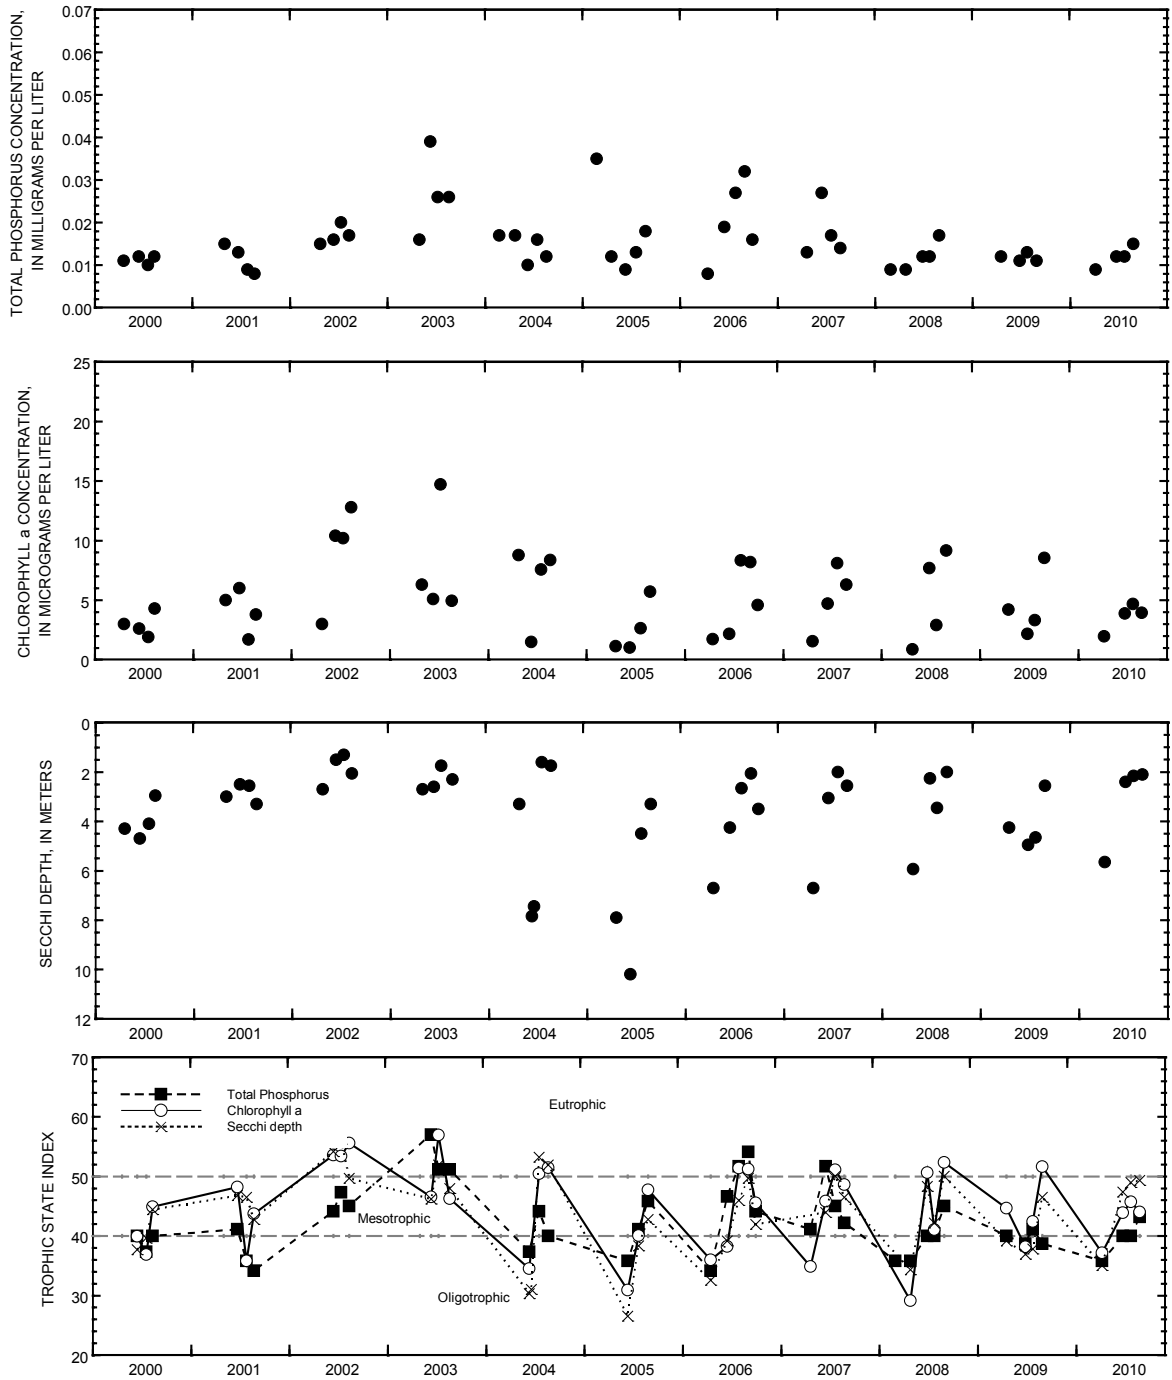 TOTAL PHOSPHORUS CONCENTRATION,
IN MILLIGRAMS PER LITER
0.07
0.06
0.05
0.04
0.03
0.02
0.01
0.00
2000 2001 2002 2003 2004 2005 2006 2007 2008 2009 2010
CHLOROPHYLL a CONCENTRATION,
IN MICROGRAMS PER LITER
25
20
15
10
5
0
2000 2001 2002 2003 2004 2005 2006 2007 2008 2009 2010
SECCHI DEPTH, IN METERS
0
2
4
6
8
10
12
2000 2001 2002 2003 2004 2005 2006 2007 2008 2009 2010
TROPHIC STATE INDEX
70
60
50
40
30
20
Total Phosphorus
Chlorophyll a
Secchi depth
Eutrophic
Mesotrophic
Oligotrophic
2000 2001 2002 2003 2004 2005 2006 2007 2008 2009 2010